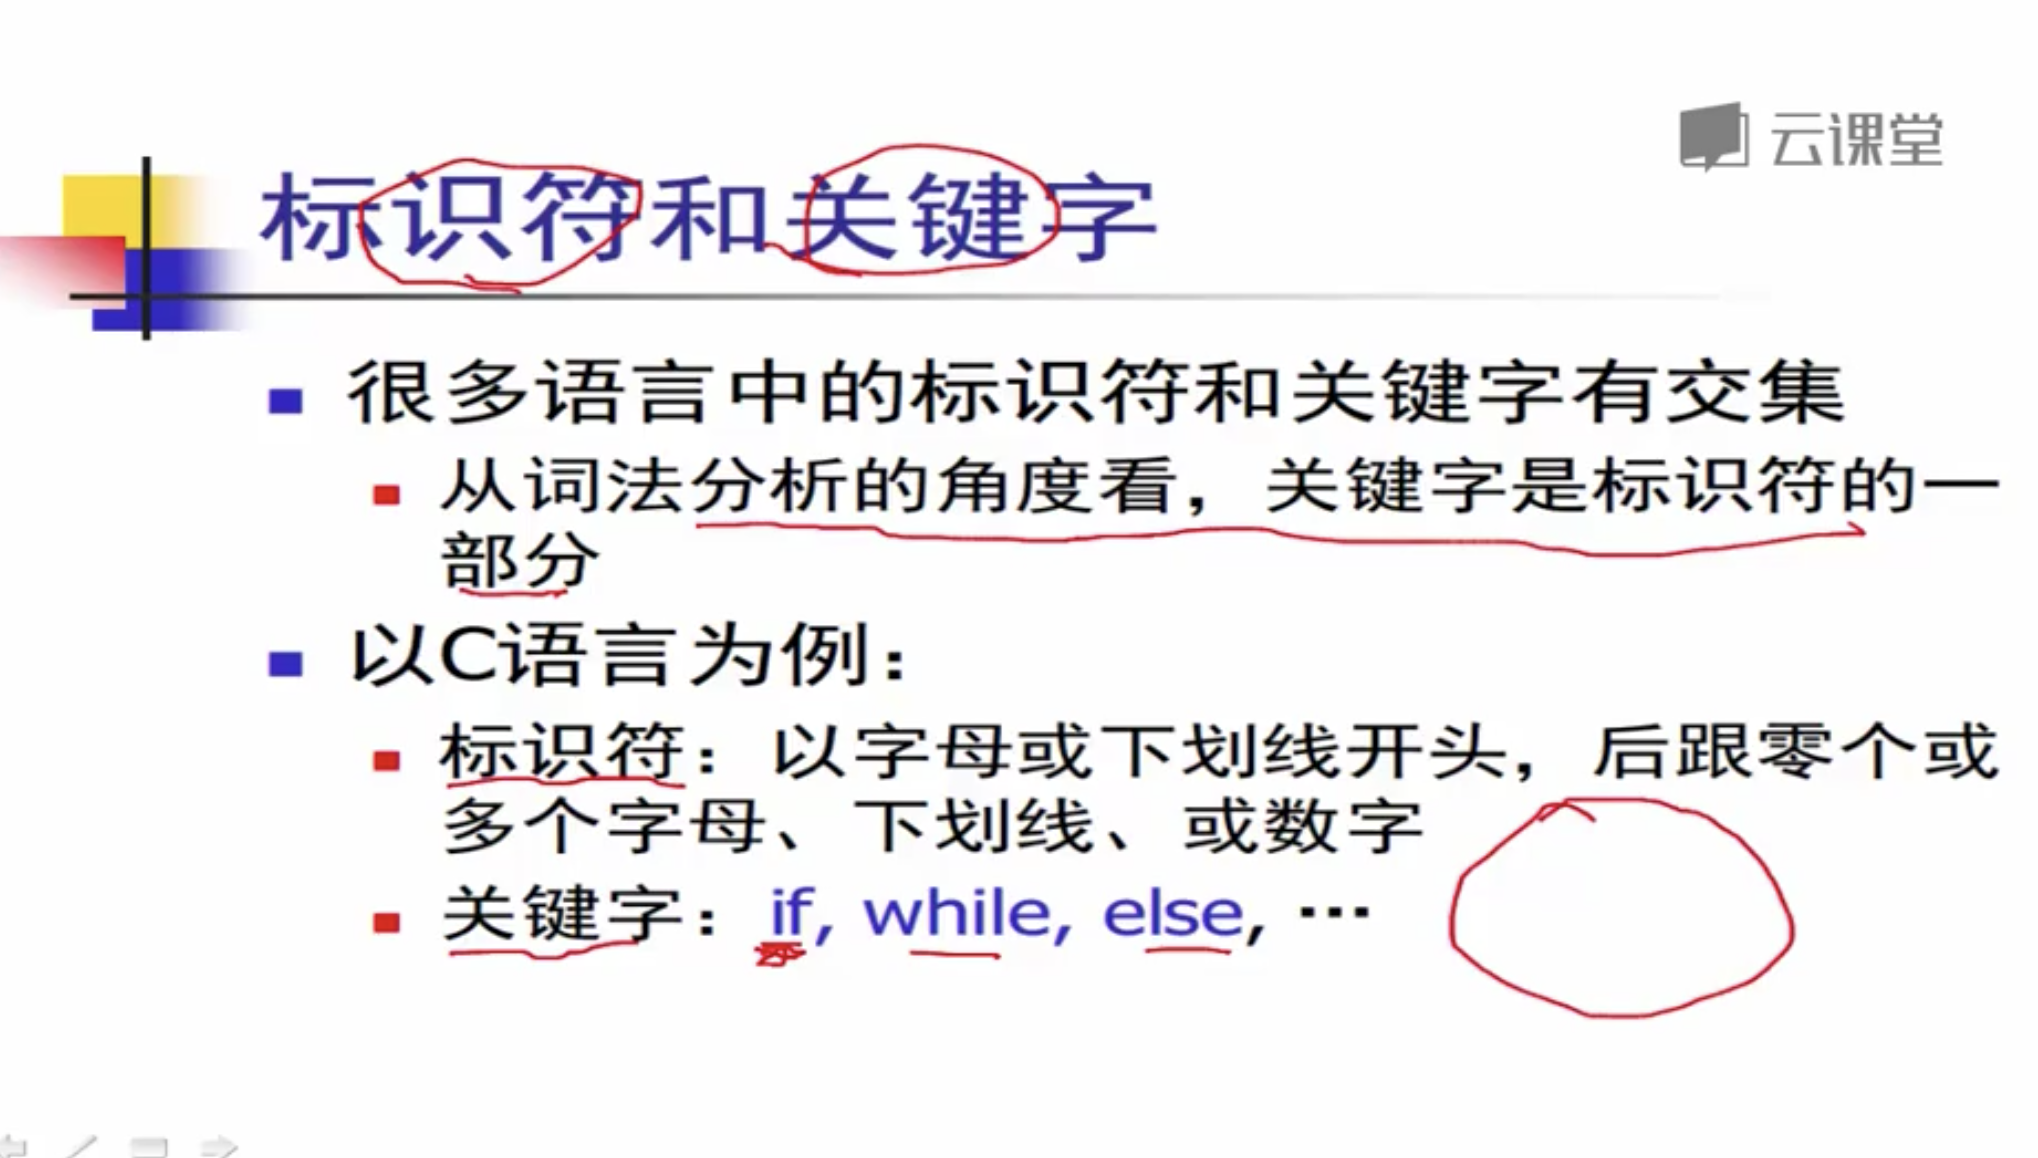 云课堂
标识符和关键字
很多语言中的标识符和关键字有交集
从词法分析的角度看，关键字是标识符的一
部分
以C语言为例：
标识符：以字母或下划线开头，后跟零个或
多个字母、下划线、或数字
关键字：if, while, else, …